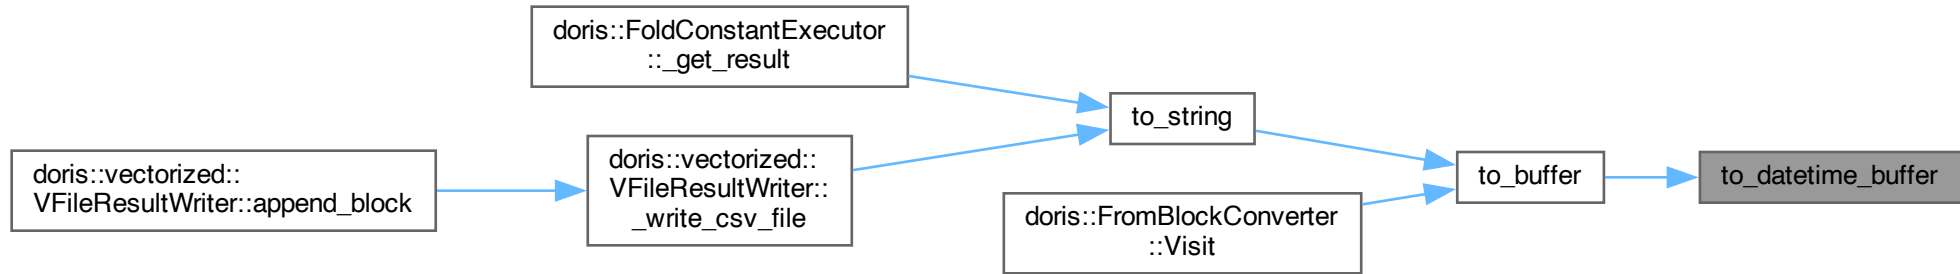 doris::FoldConstantExecutor
::_get_result
to_string
doris::vectorized::
VFileResultWriter::append_block
doris::vectorized::
VFileResultWriter::
_write_csv_file
to_buffer
to_datetime_buffer
doris::FromBlockConverter
::Visit